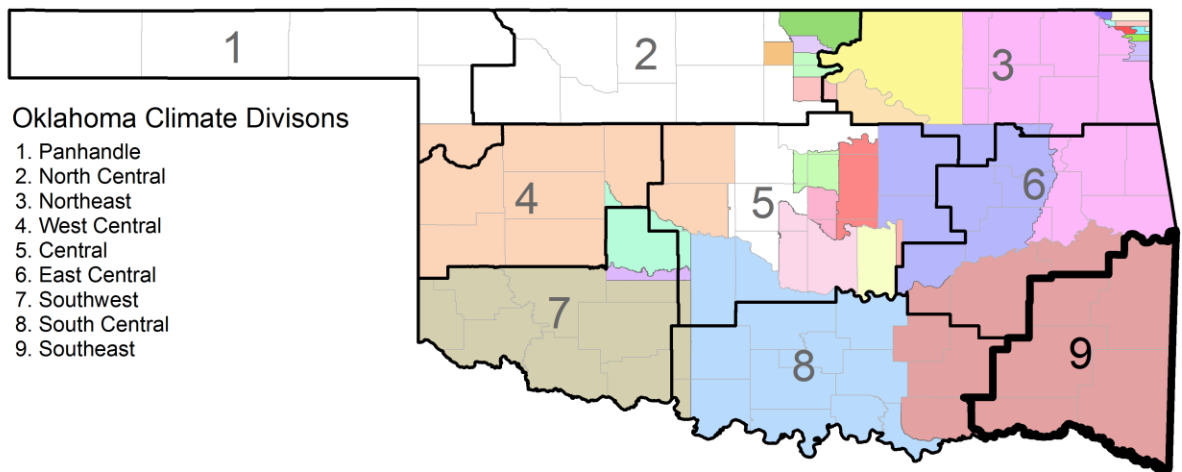 1
2
3
Oklahoma Climate Divisons
1. Panhandle
2. North Central
3. Northeast
4. West Central
5. Central
6. East Central
7. Southwest
8. South Central
9. Southeast
4
5
6
7
8
9